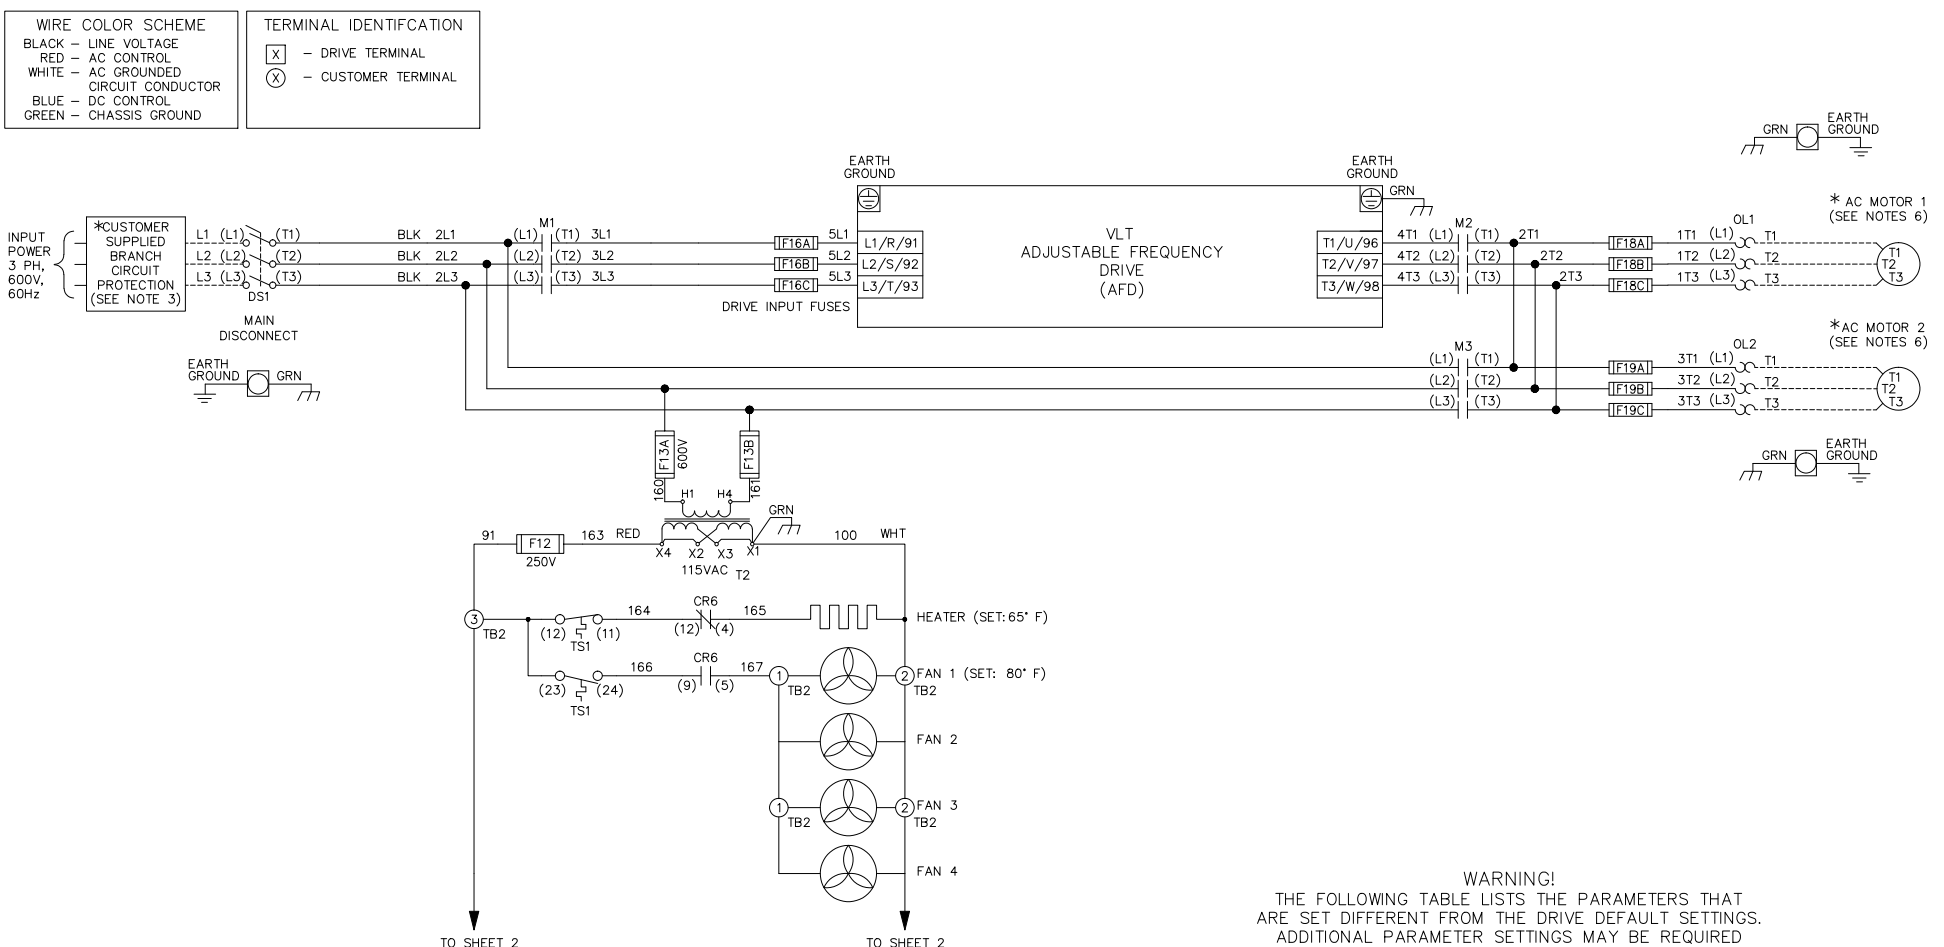 WIRE COLOR SCHEME
BLACK – LINE VOLTAGE
RED – AC CONTROL
WHITE – AC GROUNDED
CIRCUIT CONDUCTOR
BLUE – DC CONTROL
GREEN – CHASSIS GROUND
TERMINAL IDENTIFCATION
X – DRIVE TERMINAL
X – CUSTOMER TERMINAL
GRN
EARTH
GROUND
INPUT
POWER
3 PH,
600V,
60Hz
*CUSTOMER
SUPPLIED
BRANCH
CIRCUIT
PROTECTION
(SEE NOTE 3)
L1 (L1) (T1) BLK 2L1 (L1) M1 (T1) 3L1 F16A 5L1 L1/R/91
L2 (L2) (T2) BLK 2L2 (L2) (T2) 3L2 F16B 5L2 L2/S/92
L3 (L3) (T3) BLK 2L3 (L3) (T3) 3L3 F16C 5L3 L3/T/93
DS1
MAIN
DISCONNECT
DRIVE INPUT FUSES
EARTH
GROUND
GRN
EARTH
GROUND
VLT
ADJUSTABLE FREQUENCY
DRIVE
(AFD)
EARTH
GROUND
GRN
T1/U/96 4T1 (L1) M2 (T1) 2T1 F18A 1T1 (L1) OL1 T1
T2/V/97 4T2 (L2) (T2) 2T2 F18B 1T2 (L2) T2
T3/W/98 4T3 (L3) (T3) 2T3 F18C 1T3 (L3) T3
* AC MOTOR 1
(SEE NOTES 6)
T1
T2
T3
* AC MOTOR 2
(SEE NOTES 6)
(L1) M3 (T1) F19A 3T1 (L1) OL2 T1
(L2) (T2) F19B 3T2 (L2) T2
(L3) (T3) F19C 3T3 (L3) T3
T1
T2
T3
GRN
EARTH
GROUND
F13A
600V
F13B
160
161
H1 H4
GRN
91 F12 163 RED
250V
X4 X2 X3 X1
115VAC T2
100 WHT
3
TB2
(12) (11)
TS1
164
CR6
(12) (4)
165
HEATER (SET:65° F)
(23) (24)
TS1
166
CR6
(9) (5)
167
1
TB2
2
TB2
FAN 1 (SET: 80° F)
FAN 2
1
TB2
2
TB2
FAN 3
FAN 4
TO SHEET 2
TO SHEET 2
WARNING!
THE FOLLOWING TABLE LISTS THE PARAMETERS THAT
ARE SET DIFFERENT FROM THE DRIVE DEFAULT SETTINGS.
ADDITIONAL PARAMETER SETTINGS MAY BE REQUIRED